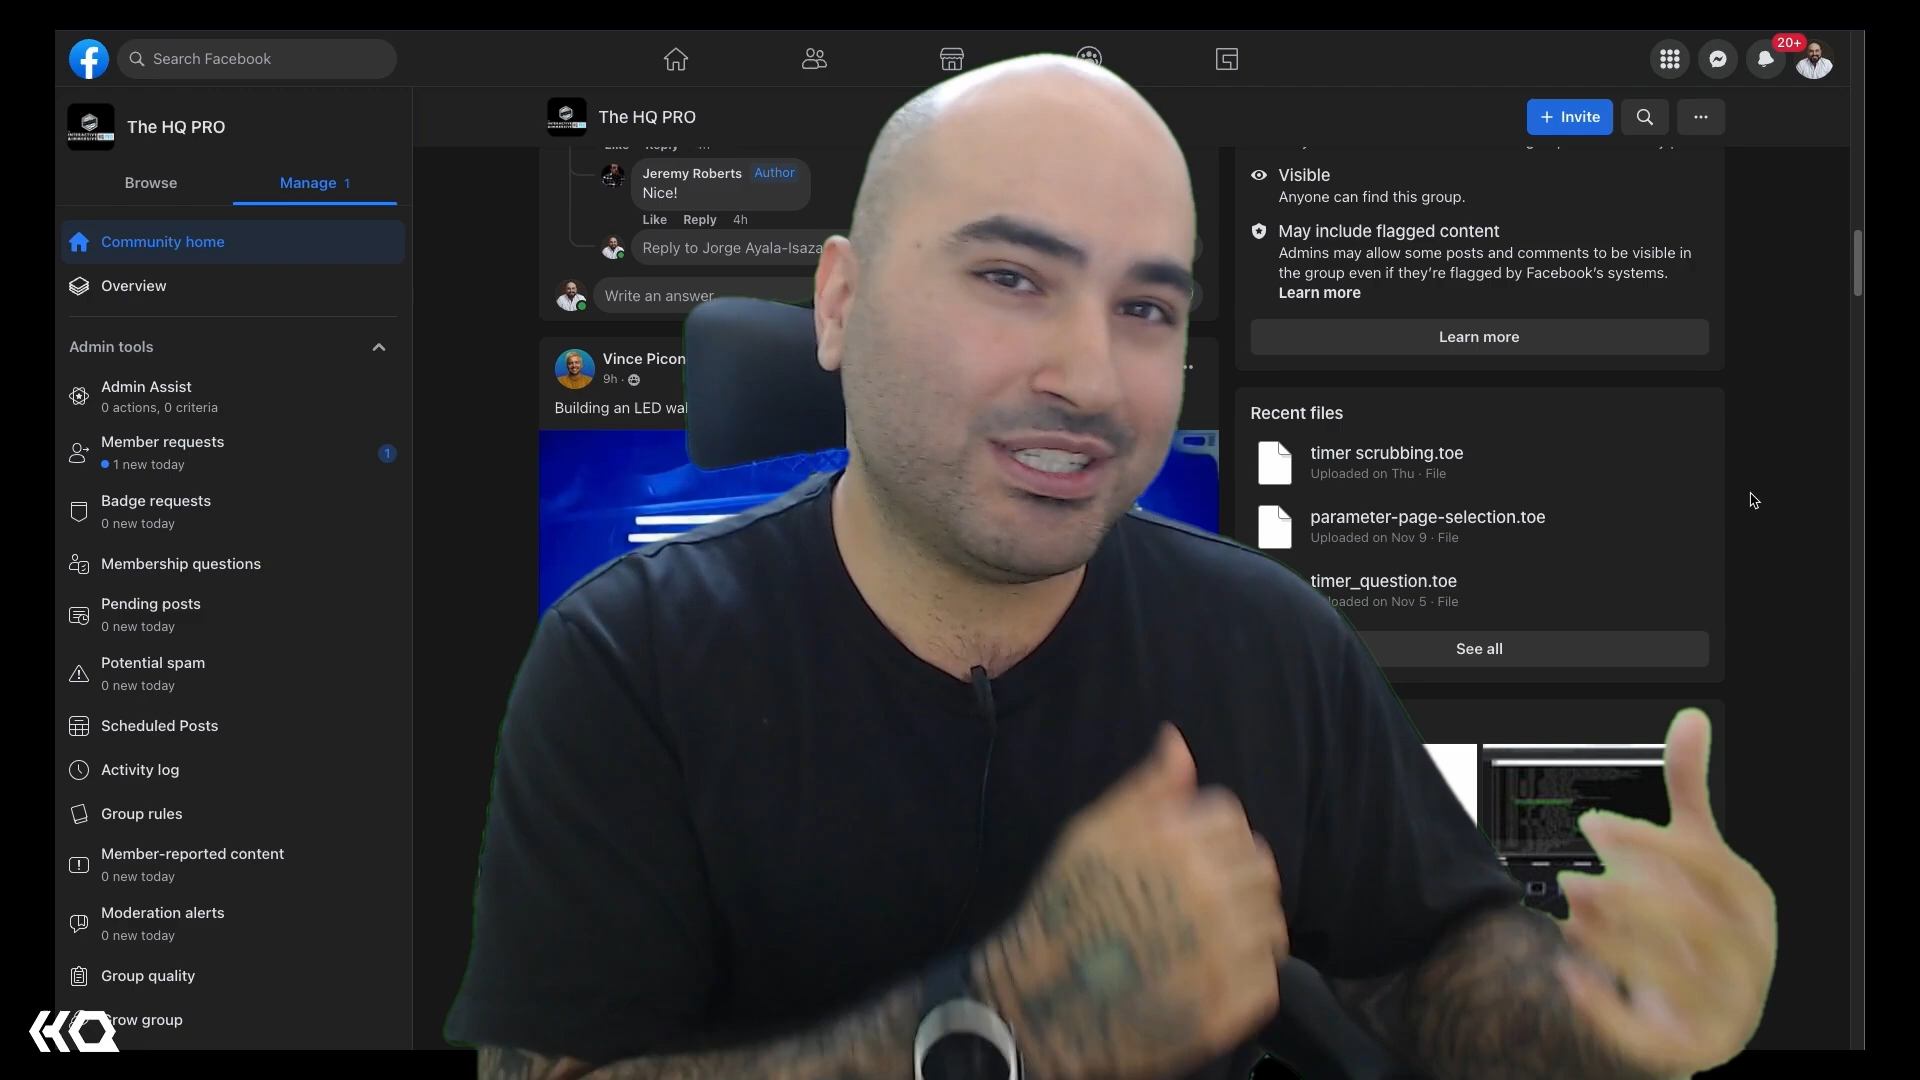 Search Facebook
20+
The HQ PRO
Browse
Manage 1
Community home
Overview
Admin tools
Admin Assist
0 actions, 0 criteria
Member requests
1 new today
1
Badge requests
0 new today
Membership questions
Pending posts
0 new today
Potential spam
0 new today
Scheduled Posts
Activity log
Group rules
Member-reported content
0 new today
Moderation alerts
0 new today
Group quality
row group
HQ
The HQ PRO
Invite
Like Reply 4h
Jeremy Roberts Author
Nice!
Like Reply 4h
Reply to Jorge Ayala-Isaza
Write an answer
Vince Picon
9h
Building an LED wal
Visible
Anyone can find this group.
May include flagged content
Admins may allow some posts and comments to be visible in
the group even if they're flagged by Facebook's systems.
Learn more
Learn more
Recent files
timer scrubbing.toe
Uploaded on Thu · File
parameter-page-selection.toe
Uploaded on Nov 9 · File
timer_question.toe
loaded on Nov 5 · File
See all